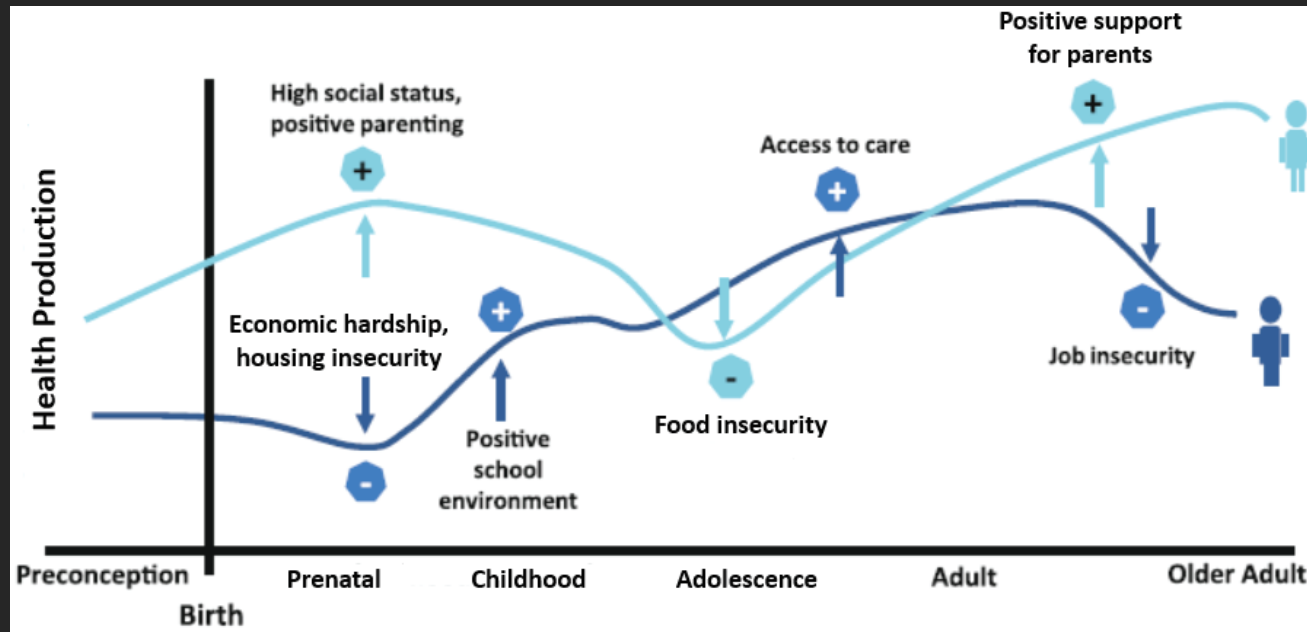 Positive support
for parents
+
High social status,
positive parenting
+
Access to care
+
Health Production
Economic hardship,
housing insecurity
+
-
Job insecurity
-
Food insecurity
Positive
school
environment
-
Preconception
Prenatal
Childhood
Adolescence
Adult
Older Adult
Birth